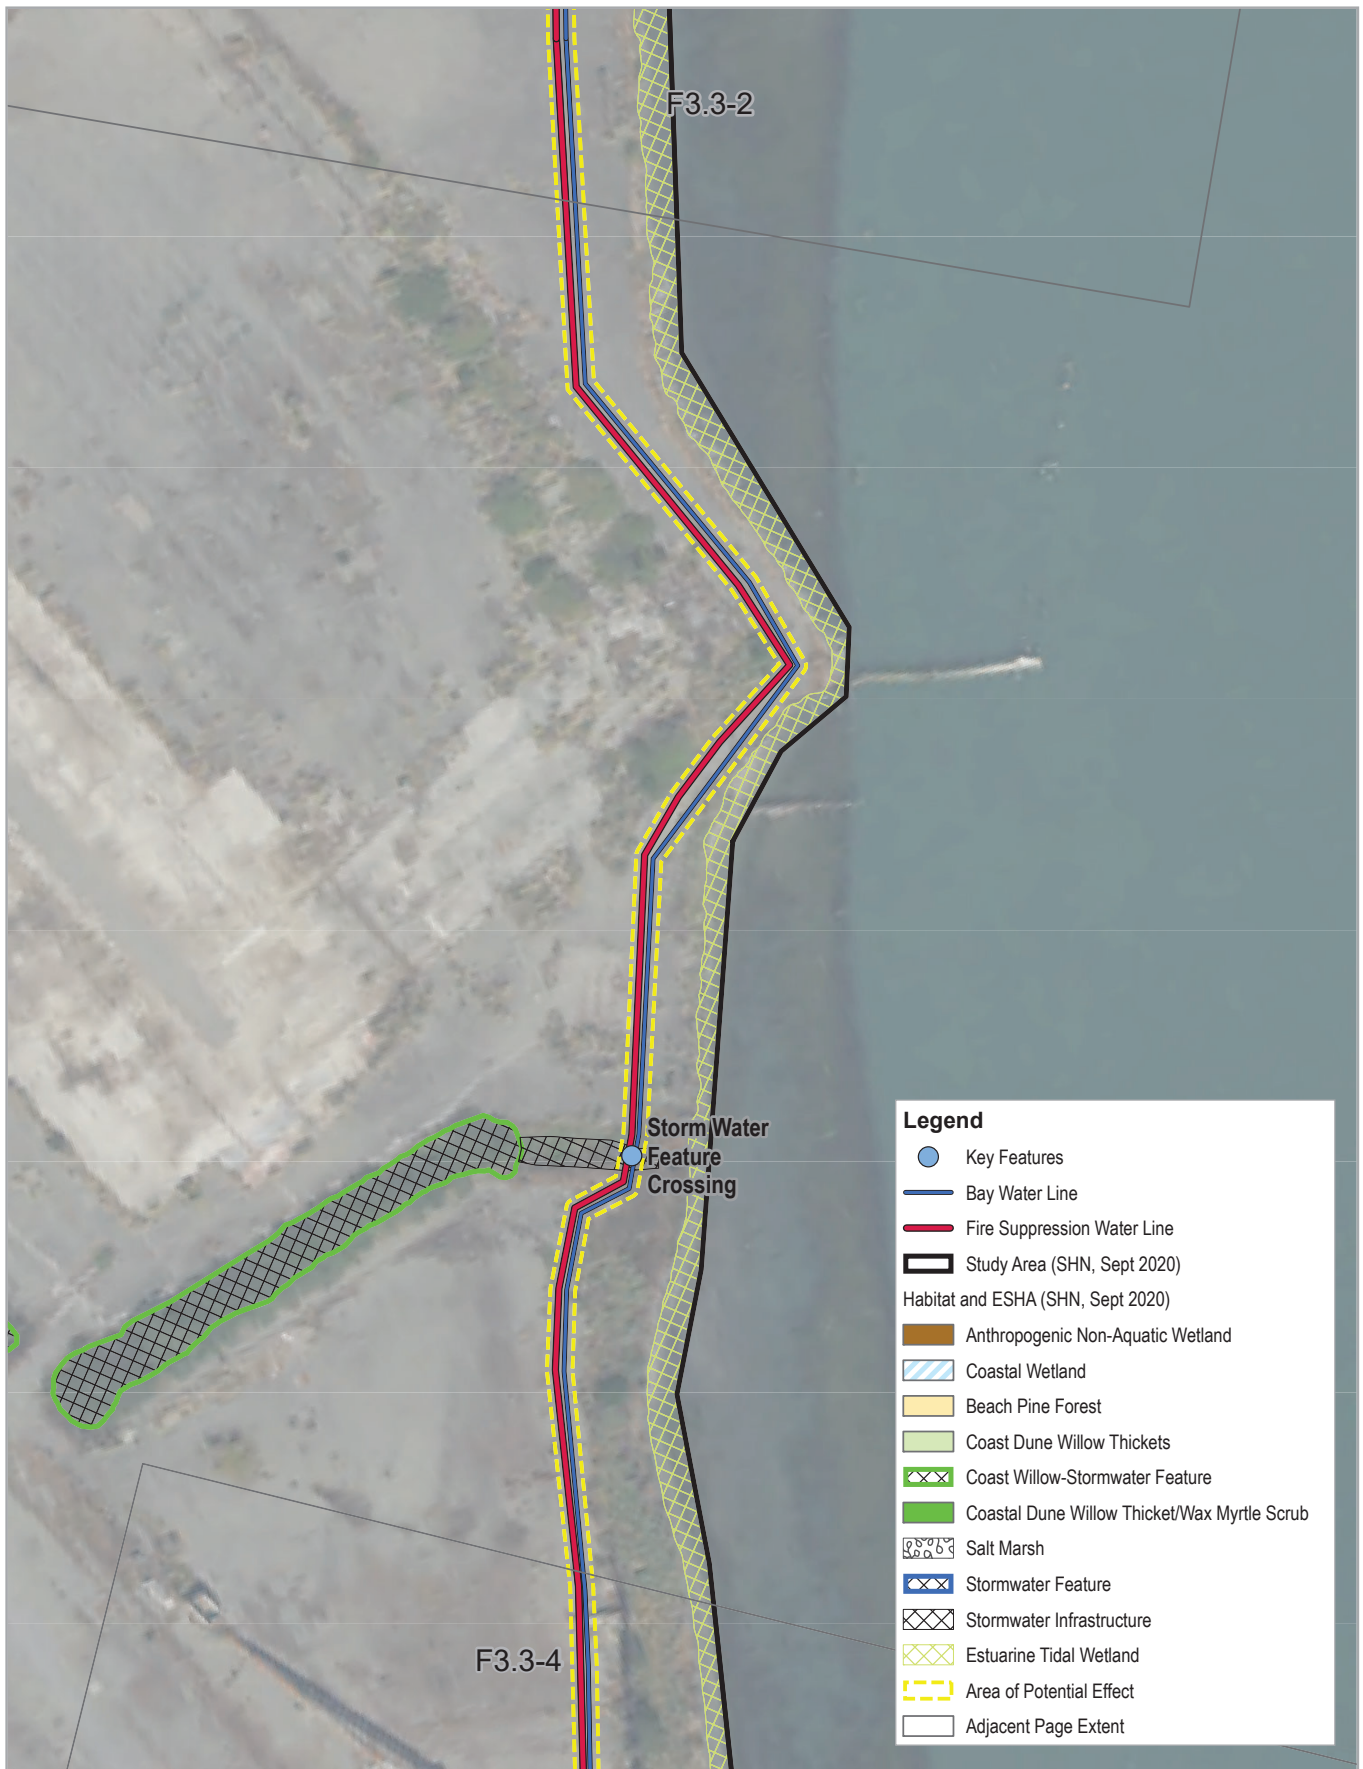 F3.3-2
Storm Water
Feature
Crossing
F3.3-4
Legend
Key Features
Bay Water Line
Fire Suppression Water Line
Study Area (SHN, Sept 2020)
Habitat and ESHA (SHN, Sept 2020)
Anthropogenic Non-Aquatic Wetland
Coastal Wetland
Beach Pine Forest
Coast Dune Willow Thickets
Coast Willow-Stormwater Feature
Coastal Dune Willow Thicket/Wax Myrtle Scrub
Salt Marsh
Stormwater Feature
Stormwater Infrastructure
Estuarine Tidal Wetland
Area of Potential Effect
Adjacent Page Extent